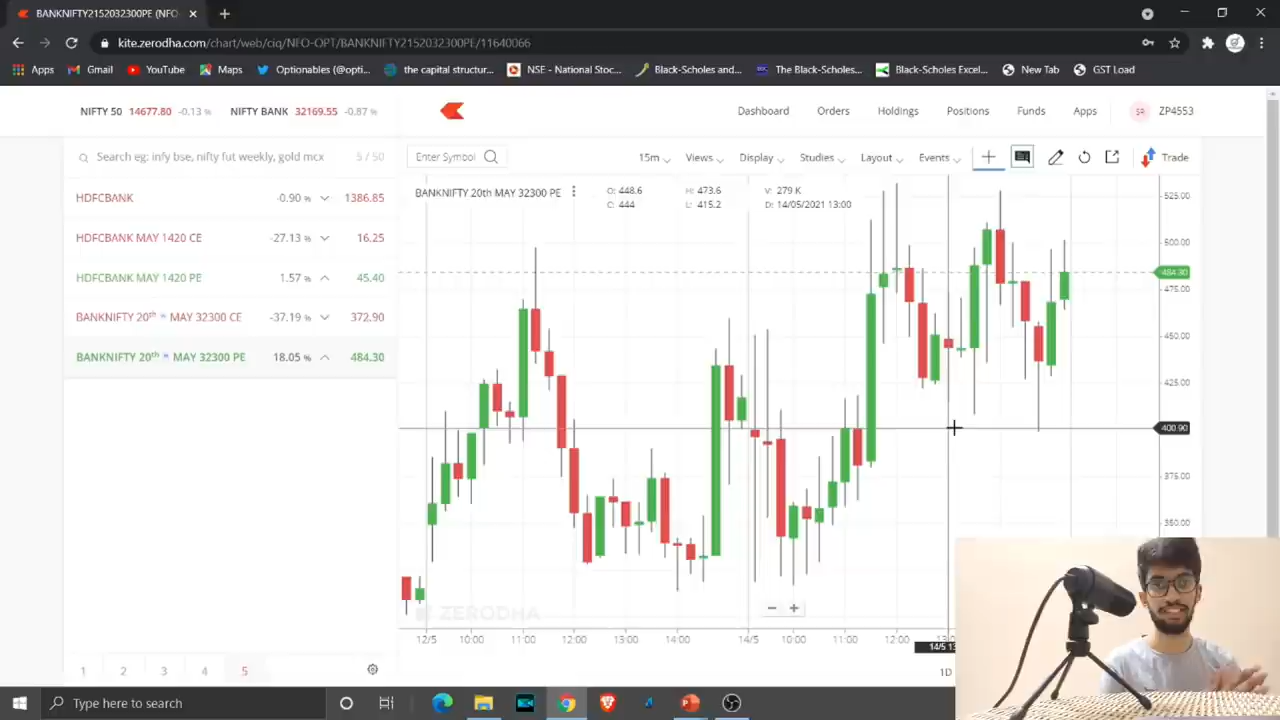 BANKNIFTY2152032300PE (NFO
kite.zerodha.com/chart/web/ciq/NFO-OPT/BANKNIFTY2152032300PE/11640066
Apps Gmail YouTube Maps Optionables (@opti... the capital structur... NSE - National Stoc... Black-Scholes and... The Black-Scholes... Black-Scholes Excel... New Tab GST Load
NIFTY 50 14677.80 -0.13 % NIFTY BANK 32169.55 -0.87 %
Dashboard Orders Holdings Positions Funds Apps SR ZP4553
Search eg: infy bse, nifty fut weekly, gold mcx 5 / 50
Enter Symbol 15m Views Display Studies Layout Events Trade
HDFCBANK -0.90 % 1386.85
HDFCBANK MAY 1420 CE -27.13 % 16.25
HDFCBANK MAY 1420 PE 1.57 % 45.40
BANKNIFTY 20th MAY 32300 CE -37.19 % 372.90
BANKNIFTY 20th MAY 32300 PE 18.05 % 484.30
BANKNIFTY 20th MAY 32300 PE O: 448.6 H: 473.6 V: 279 K
C: 444 L: 415.2 D: 14/05/2021 13:00
525.00
500.00
484.30
475.00
450.00
425.00
400.90
375.00
350.00
ZERODHA
12/5 10:00 11:00 12:00 13:00 14:00 14/5 10:00 11:00 12:00
1D
1 2 3 4 5
Type here to search